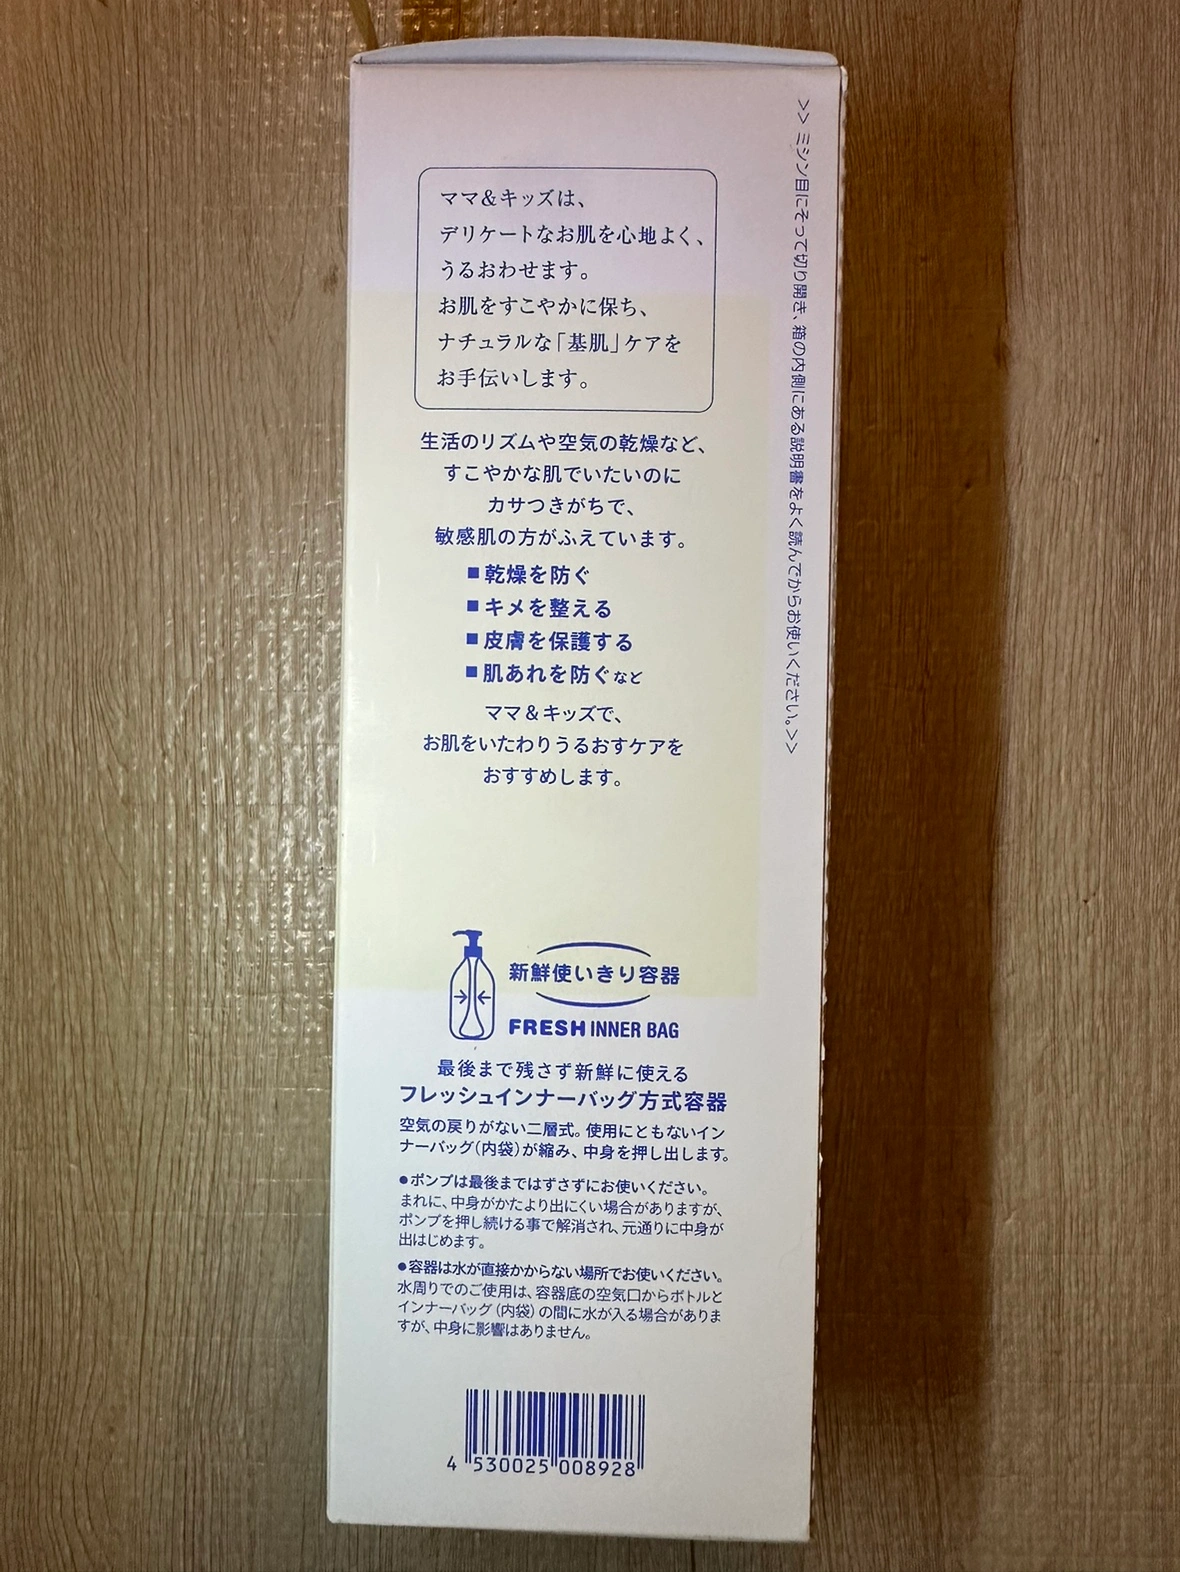 ママ&キッズは、
デリケートなお肌を心地よく、
うるおわせます。
お肌をすこやかに保ち、
ナチュラルな「基肌」ケアを
お手伝いします。
生活のリズムや空気の乾燥など、
すこやかな肌でいたいのに
カサつきがちで、
敏感肌の方がふえています。
■乾燥を防ぐ
■キメを整える
■皮膚を保護する
■肌あれを防ぐなど
ママ&キッズで、
お肌をいたわりうるおすケアを
おすすめします。
新鮮使いきり容器
FRESH INNER BAG
最後まで残さず新鮮に使える
フレッシュインナーバッグ方式容器
空気の戻りがない二層式。使用にともないイン
ナーバッグ(内袋)が縮み、中身を押し出します。
●ポンプは最後まではずさずにお使いください。
まれに、中身がかたより出にくい場合がありますが、
ポンプを押し続ける事で解消され、元通りに中身が
出はじめます。
●容器は水が直接かからない場所でお使いください。
水周りでのご使用は、容器底の空気口からボトルと
インナーバッグ(内袋)の間に水が入る場合がありま
すが、中身に影響はありません。
4 530025 008928
>> ミシン目にそって切り開き、箱の内側にある説明書をよく読んでからお使いください。>>